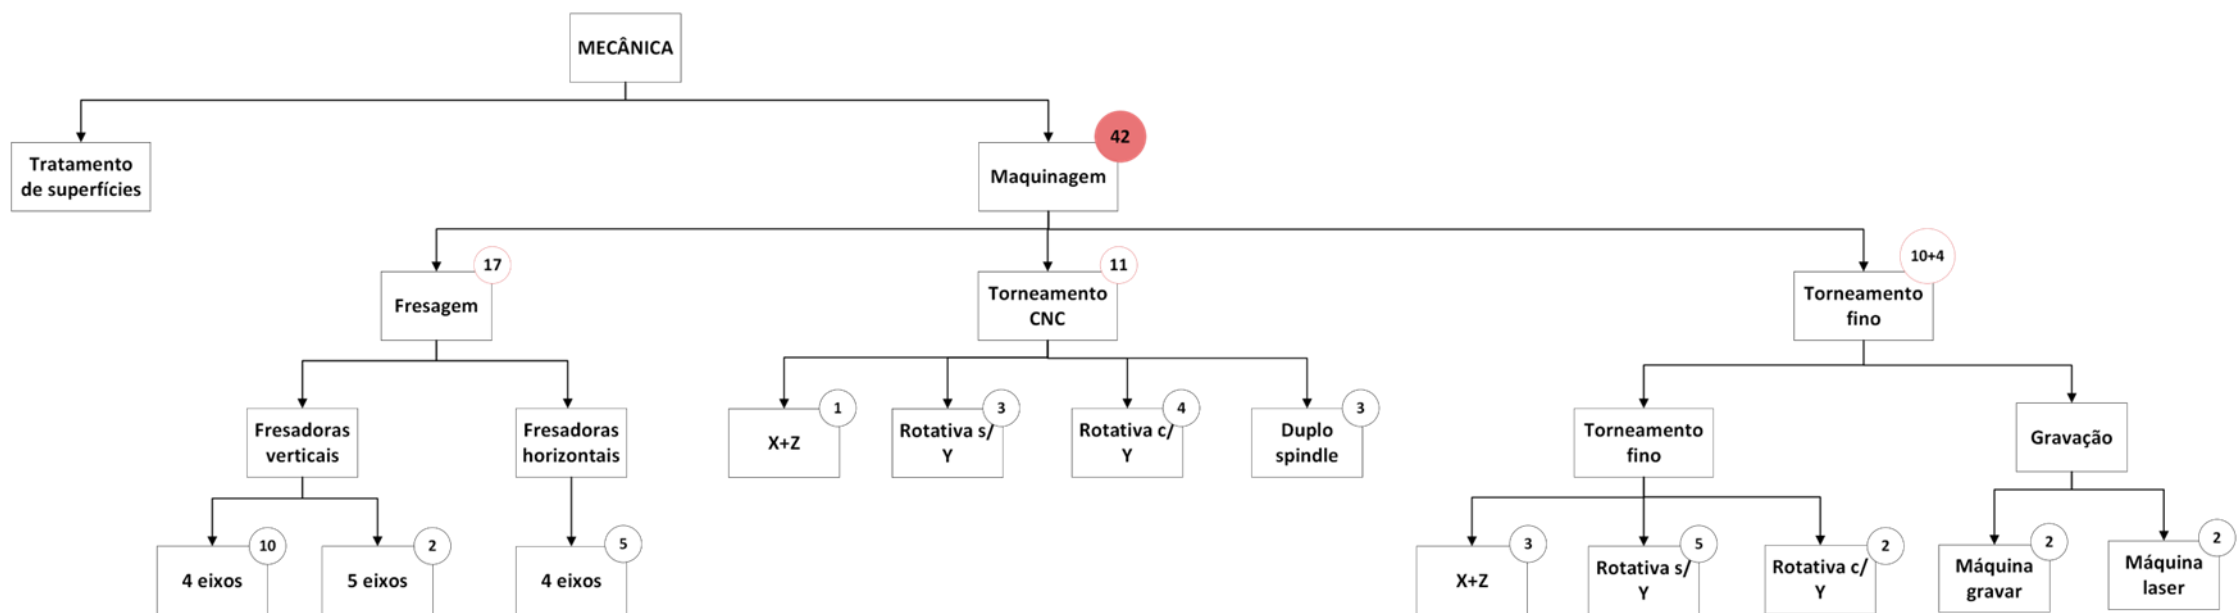 MECÂNICA
Tratamento
de superfícies
42
Maquinagem
17
Fresagem
11
Torneamento
CNC
10+4
Torneamento
fino
Fresadoras
verticais
Fresadoras
horizontais
1
X+Z
3
Rotativa s/
Y
4
Rotativa c/
Y
3
Duplo
spindle
Torneamento
fino
Gravação
10
4 eixos
2
5 eixos
5
4 eixos
3
X+Z
5
Rotativa s/
Y
2
Rotativa c/
Y
2
Máquina
gravar
2
Máquina
laser